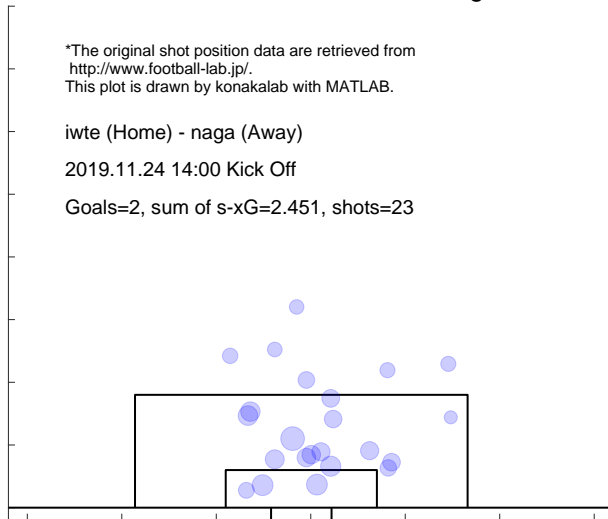 *The original shot position data are retrieved from
http://www.football-lab.jp/.
This plot is drawn by konakalab with MATLAB.
iwte (Home) - naga (Away)
2019.11.24 14:00 Kick Off
Goals=2, sum of s-xG=2.451, shots=23